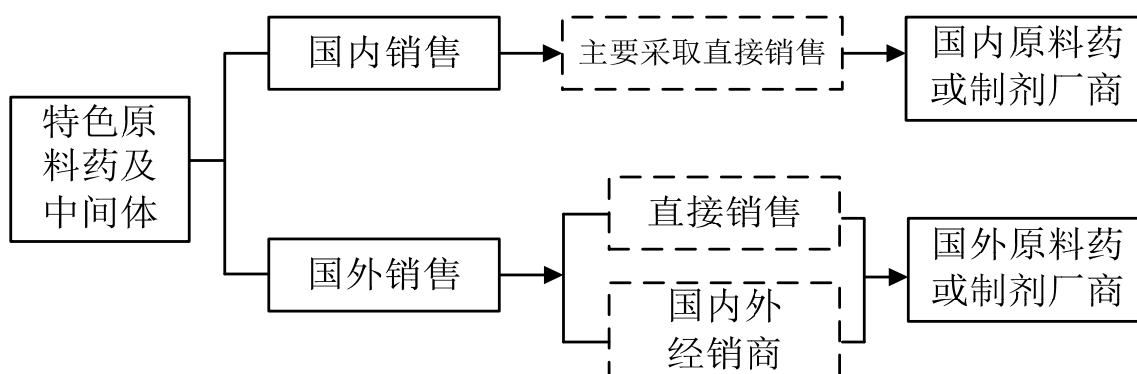 特色原
料药及
中间体
国内销售
主要采取直接销售
国内原料药
或制剂厂商
国外销售
直接销售
国内外
经销商
国外原料药
或制剂厂商